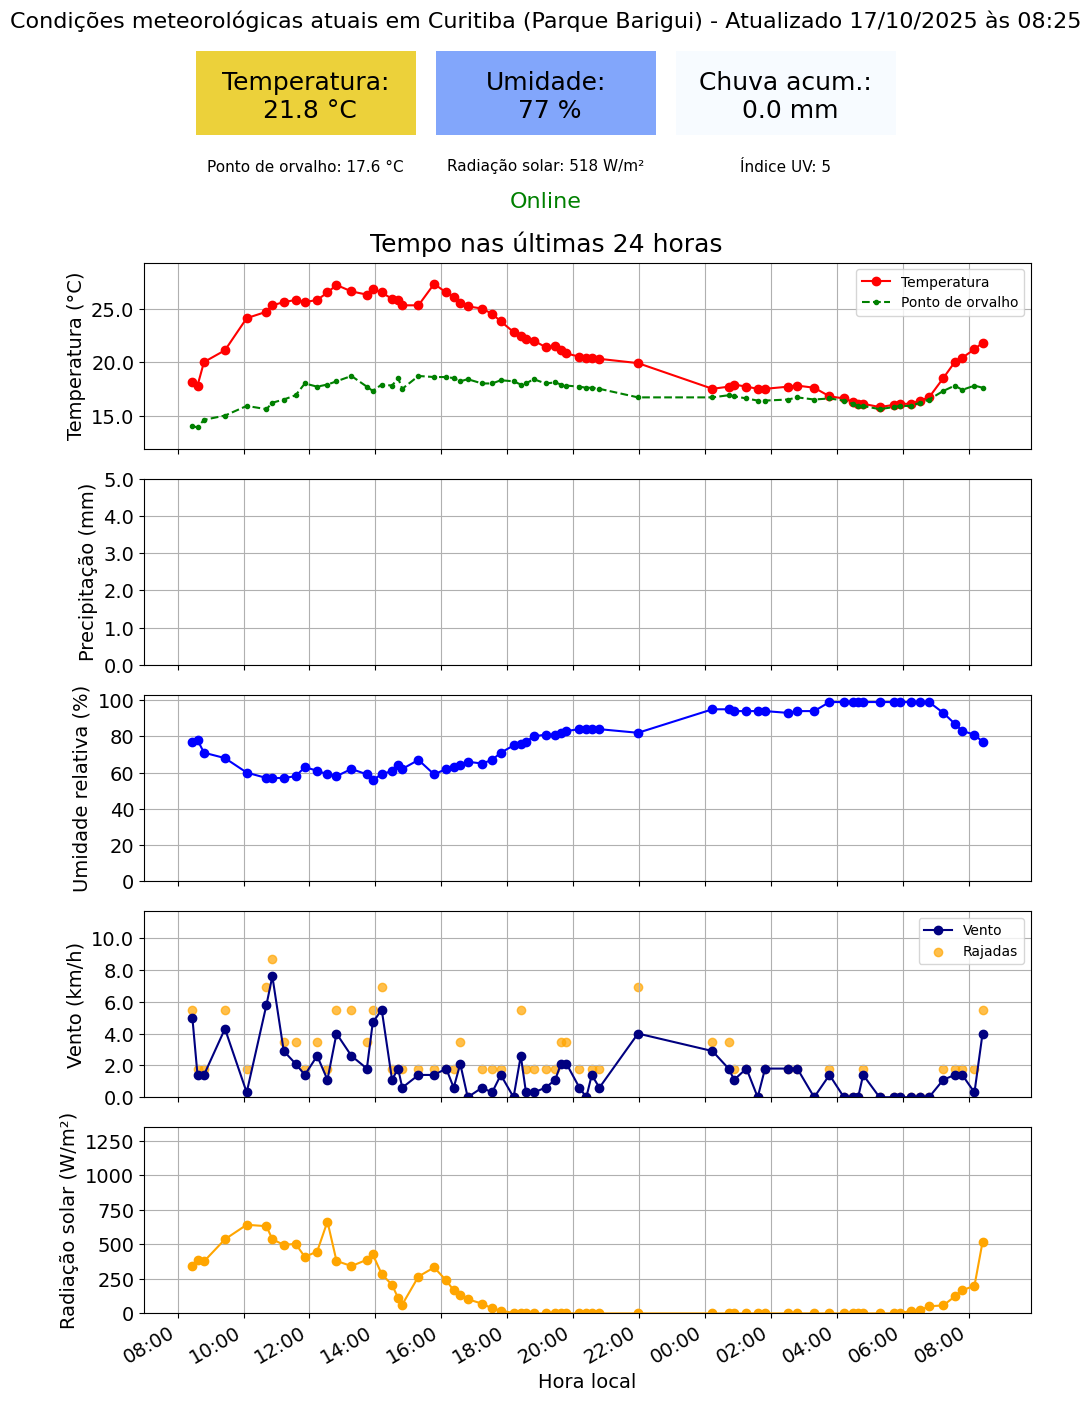 Condições meteorológicas atuais em Curitiba (Parque Barigui) - Atualizado 17/10/2025 às 08:25
Temperatura:
21.8 °C
Umidade:
77 %
Chuva acum.:
0.0 mm
Ponto de orvalho: 17.6 °C
Radiação solar: 518 W/m²
Índice UV: 5
Online
Tempo nas últimas 24 horas
Temperatura (°C)
25.0
20.0
15.0
Temperatura
Ponto de orvalho
Precipitação (mm)
5.0
4.0
3.0
2.0
1.0
0.0
Umidade relativa (%)
100
80
60
40
20
0
Vento (km/h)
10.0
8.0
6.0
4.0
2.0
0.0
Vento
Rajadas
Radiação solar (W/m²)
1250
1000
750
500
250
0
08:00
10:00
12:00
14:00
16:00
18:00
20:00
22:00
00:00
02:00
04:00
06:00
08:00
Hora local